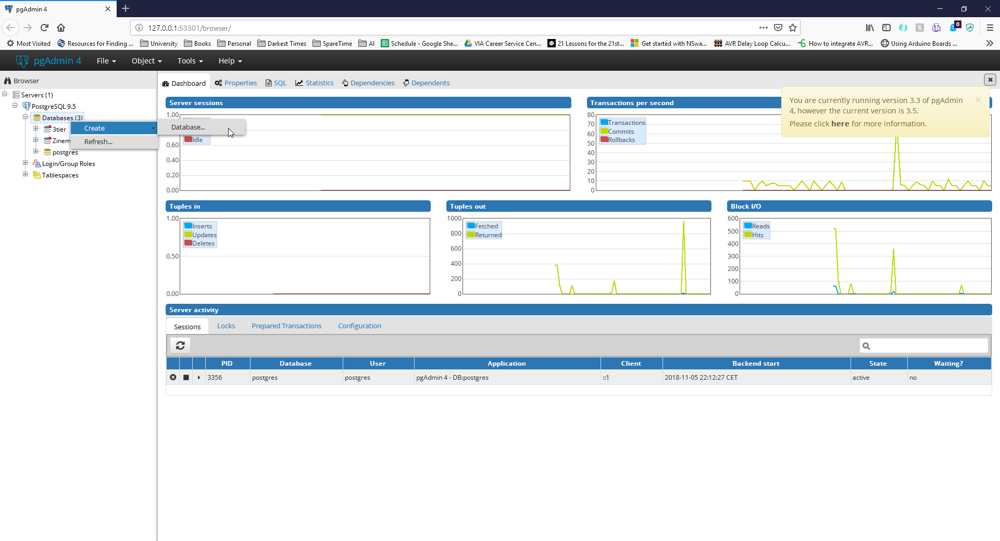 pgAdmin 4
127.0.0.1:53301/browser/
0
Most Visited
Resources for Finding ...
University
Books
Personal
Darkest Times
SpareTime
AI
Schedule - Google She...
VIA Career Service Cen...
21 Lessons for the 21st...
Get started with NSwa...
AVR Delay Loop Calcu...
How to integrate AVR...
Using Arduino Boards ...
pgAdmin 4
File
Object
Tools
Help
Browser
Dashboard
Properties
SQL
Statistics
Dependencies
Dependents
Servers (1)
PostgreSQL 9.5
Databases (3)
3tier
Zinem
postgres
Login/Group Roles
Tablespaces
Create
Refresh...
Database...
You are currently running version 3.3 of pgAdmin
4, however the current version is 3.5.
Please click here for more information.
Server sessions
1.00
0.60
0.40
0.20
0.00
Idle
Transactions per second
80
70
60
50
40
30
20
10
0
Transactions
Commits
Rollbacks
Tuples in
1.00
0.50
0.00
Inserts
Updates
Deletes
Tuples out
1000
800
600
400
200
0
Fetched
Returned
Block I/O
600
500
400
300
200
100
0
Reads
Hits
Server activity
Sessions
Locks
Prepared Transactions
Configuration
PID Database User Application Client Backend start State Waiting?
3356 postgres postgres pgAdmin 4 - DB:postgres ::1 2018-11-05 22:12:27 CET active no